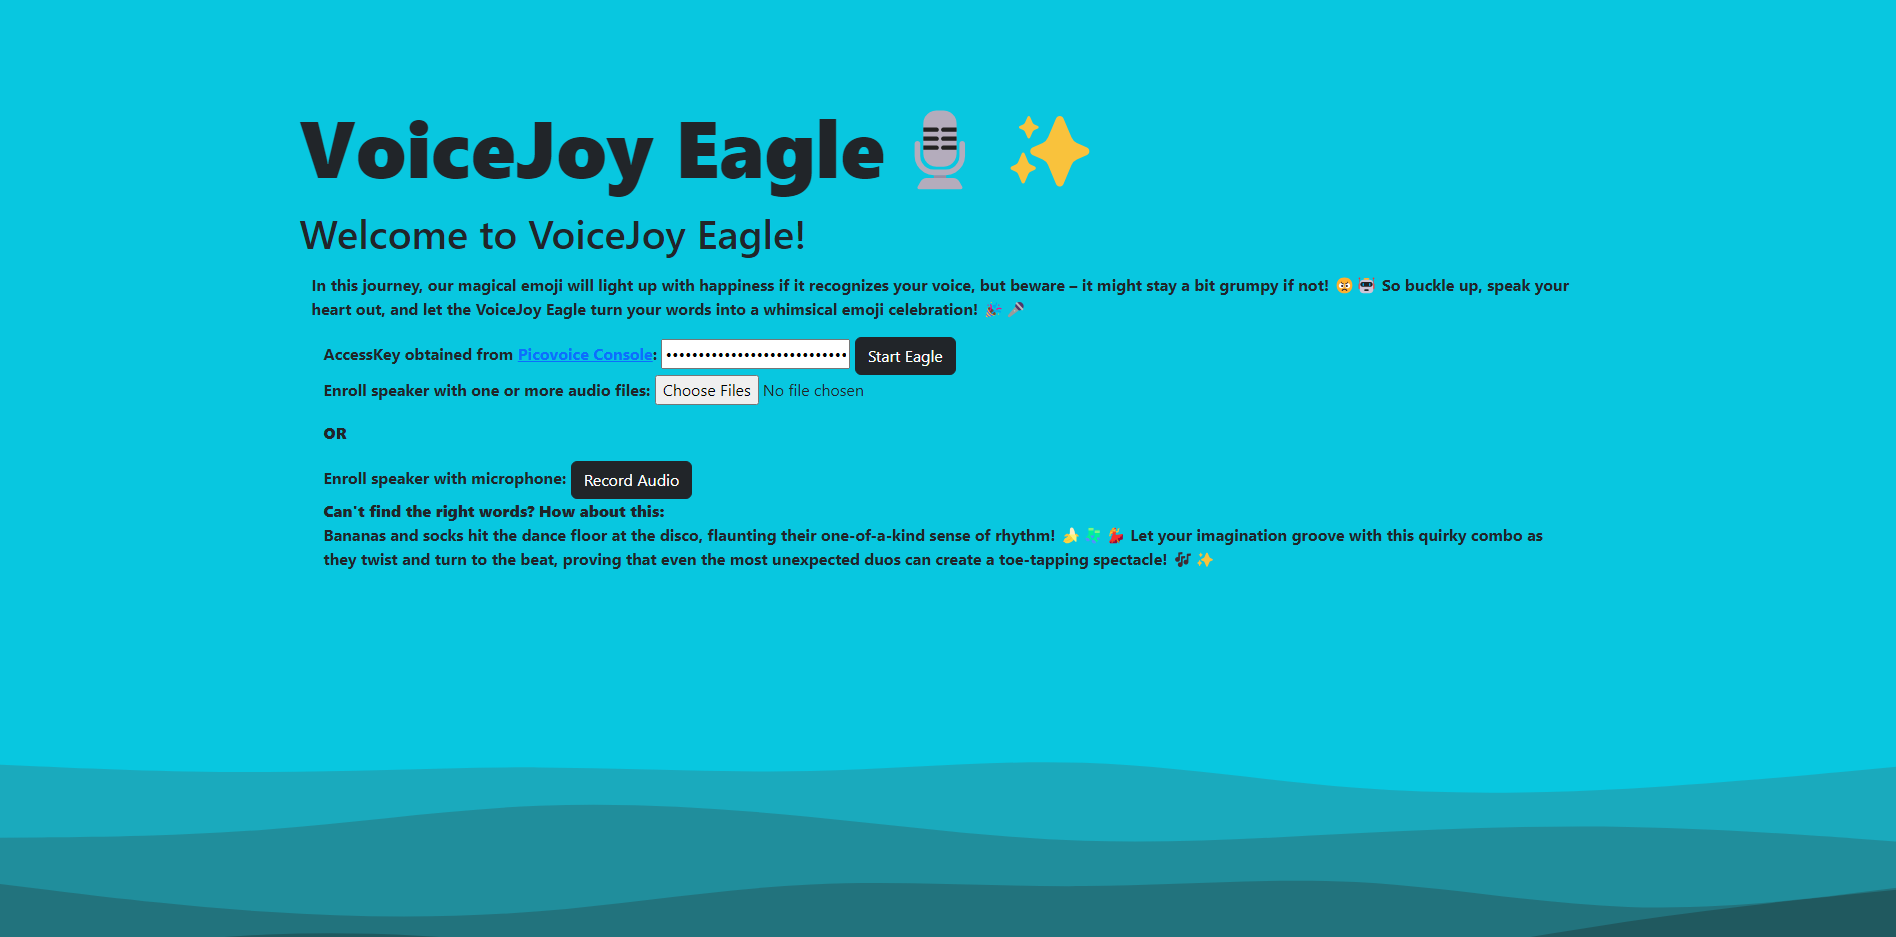 VoiceJoy Eagle🎙️ ✨
Welcome to VoiceJoy Eagle!
In this journey, our magical emoji will light up with happiness if it recognizes your voice, but beware – it might stay a bit grumpy if not! 😠 🤖 So buckle up, speak your
heart out, and let the VoiceJoy Eagle turn your words into a whimsical emoji celebration! 🎉 🎤
AccessKey obtained from Picovoice Console: •••••••••••••••••••••••••••• Start Eagle
Enroll speaker with one or more audio files: Choose Files No file chosen
OR
Enroll speaker with microphone: Record Audio
Can't find the right words? How about this:
Bananas and socks hit the dance floor at the disco, flaunting their one-of-a-kind sense of rhythm! 🍌 🧦 💃 Let your imagination groove with this quirky combo as
they twist and turn to the beat, proving that even the most unexpected duos can create a toe-tapping spectacle! 🎶 ✨